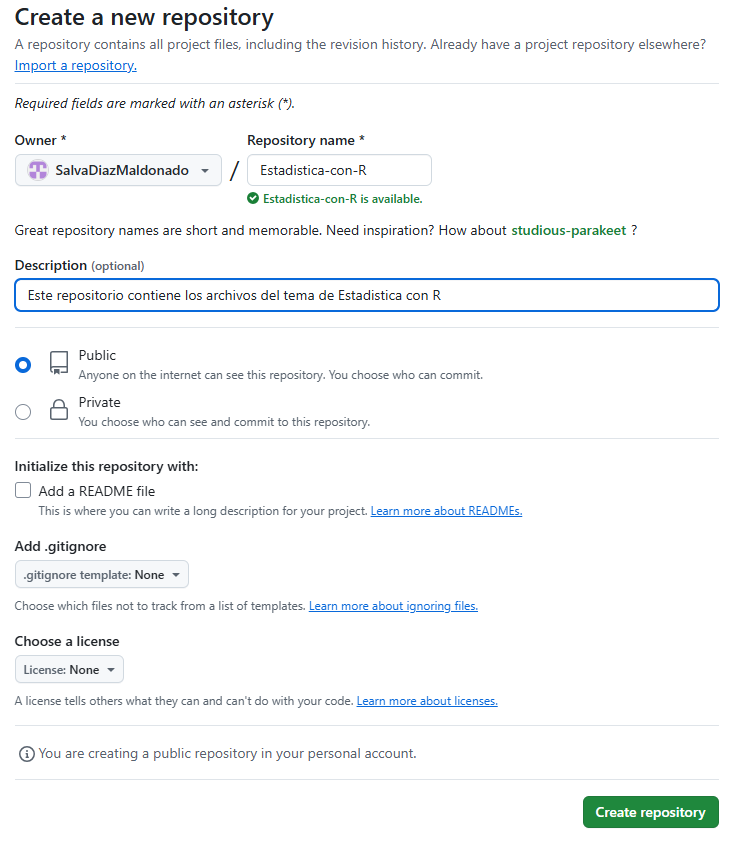 Create a new repository
A repository contains all project files, including the revision history. Already have a project repository elsewhere?
Import a repository.
Required fields are marked with an asterisk (*).
Owner * Repository name *
SalvaDiazMaldonado / Estadistica-con-R
Estadistica-con-R is available.
Great repository names are short and memorable. Need inspiration? How about studious-parakeet ?
Description (optional)
Este repositorio contiene los archivos del tema de Estadistica con R
Public
Anyone on the internet can see this repository. You choose who can commit.
Private
You choose who can see and commit to this repository.
Initialize this repository with:
Add a README file
This is where you can write a long description for your project. Learn more about READMEs.
Add .gitignore
.gitignore template: None
Choose which files not to track from a list of templates. Learn more about ignoring files.
Choose a license
License: None
A license tells others what they can and can't do with your code. Learn more about licenses.
You are creating a public repository in your personal account.
Create repository